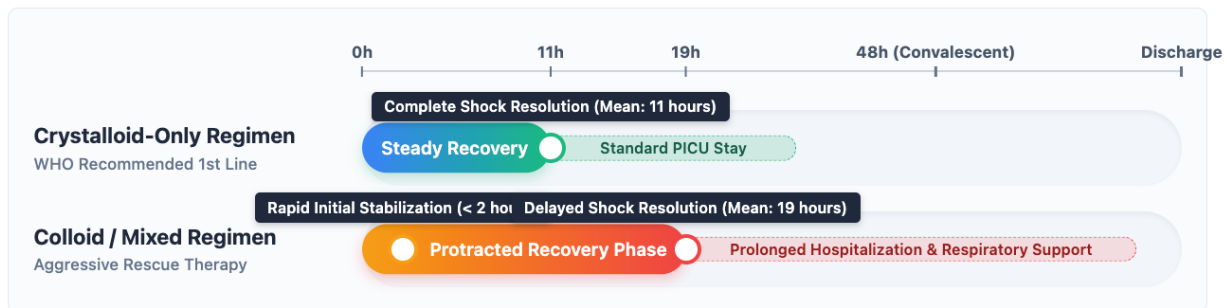 0h 11h 19h 48h (Convalescent) Discharge
Complete Shock Resolution (Mean: 11 hours)
Crystalloid-Only Regimen
WHO Recommended 1st Line
Steady Recovery
Standard PICU Stay
Rapid Initial Stabilization (< 2 hou
Delayed Shock Resolution (Mean: 19 hours)
Colloid / Mixed Regimen
Aggressive Rescue Therapy
Protracted Recovery Phase
Prolonged Hospitalization & Respiratory Support